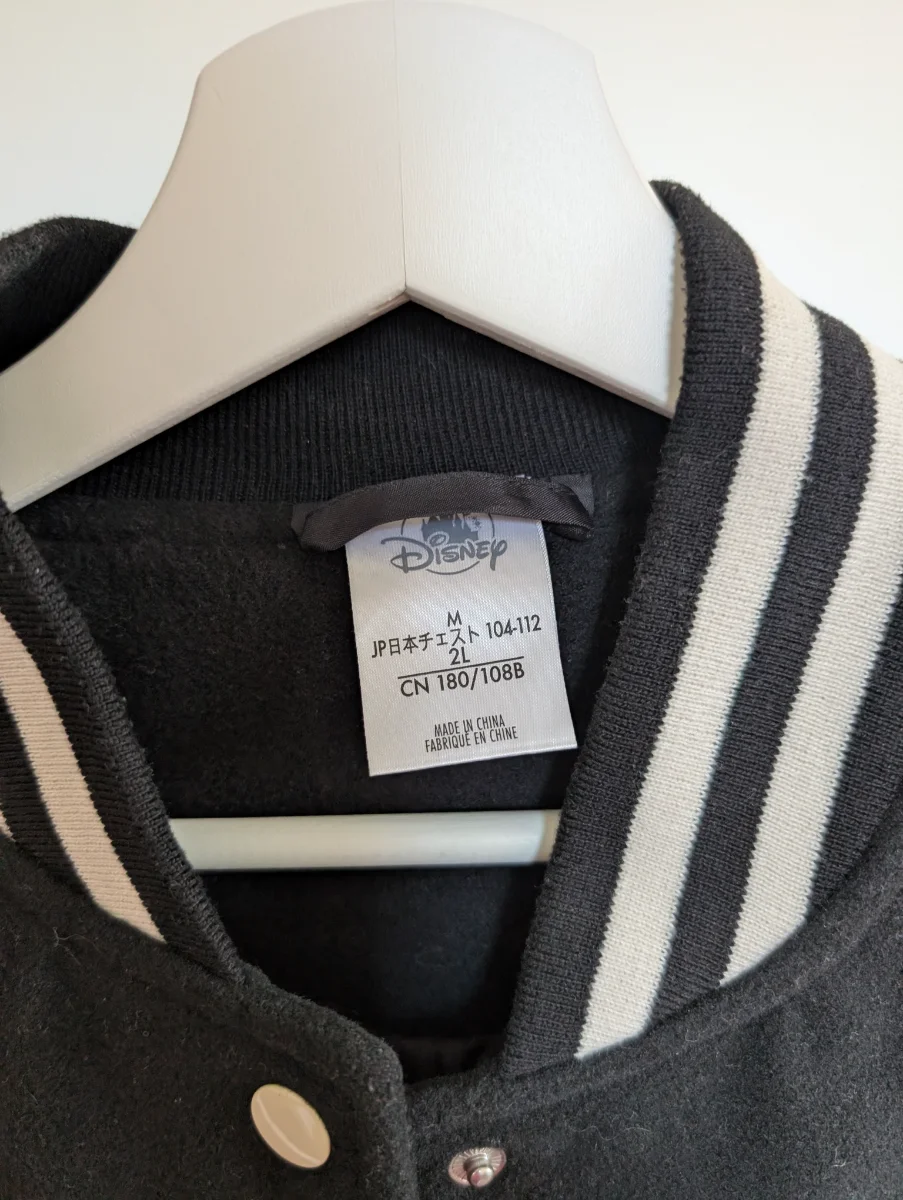 Disney
M
JP日本チェスト 104-112
2L
CN 180/108B
MADE IN CHINA
FABRIQUÉ EN CHINE